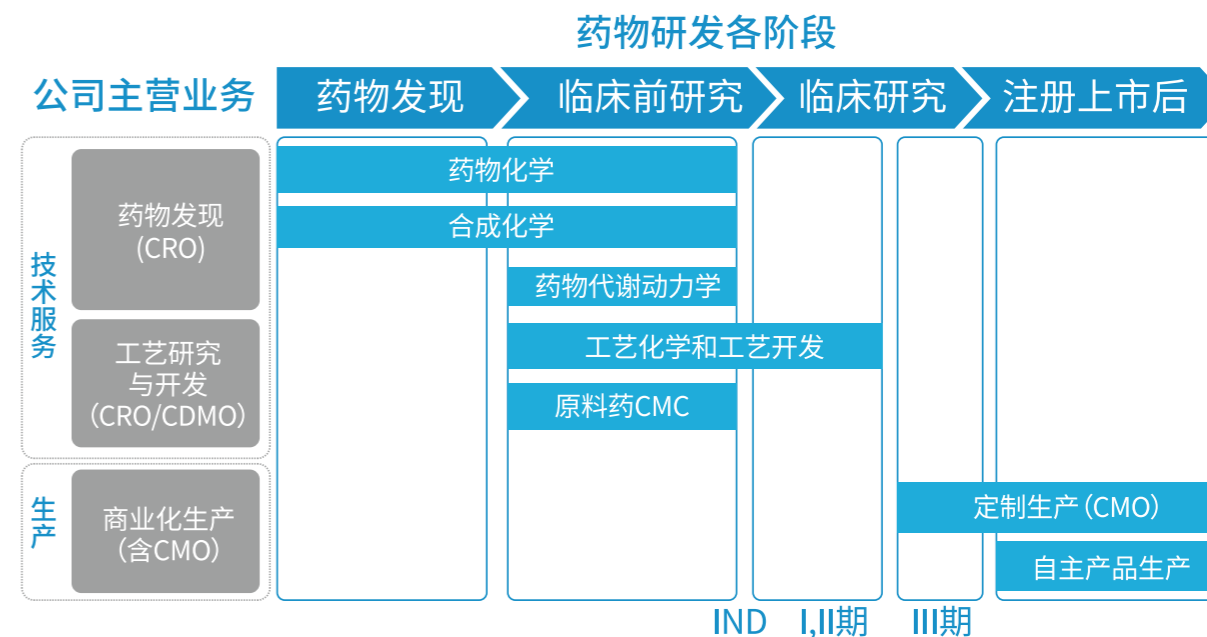 药物研发各阶段
公司主营业务
药物发现
临床前研究
临床研究
注册上市后
技术服务
药物发现
(CRO)
药物化学
合成化学
药物代谢动力学
工艺研究
与开发
（CRO/CDMO）
工艺化学和工艺开发
原料药CMC
生产
商业化生产
（含CMO）
定制生产（CMO）
自主产品生产
IND
I,II期
III期